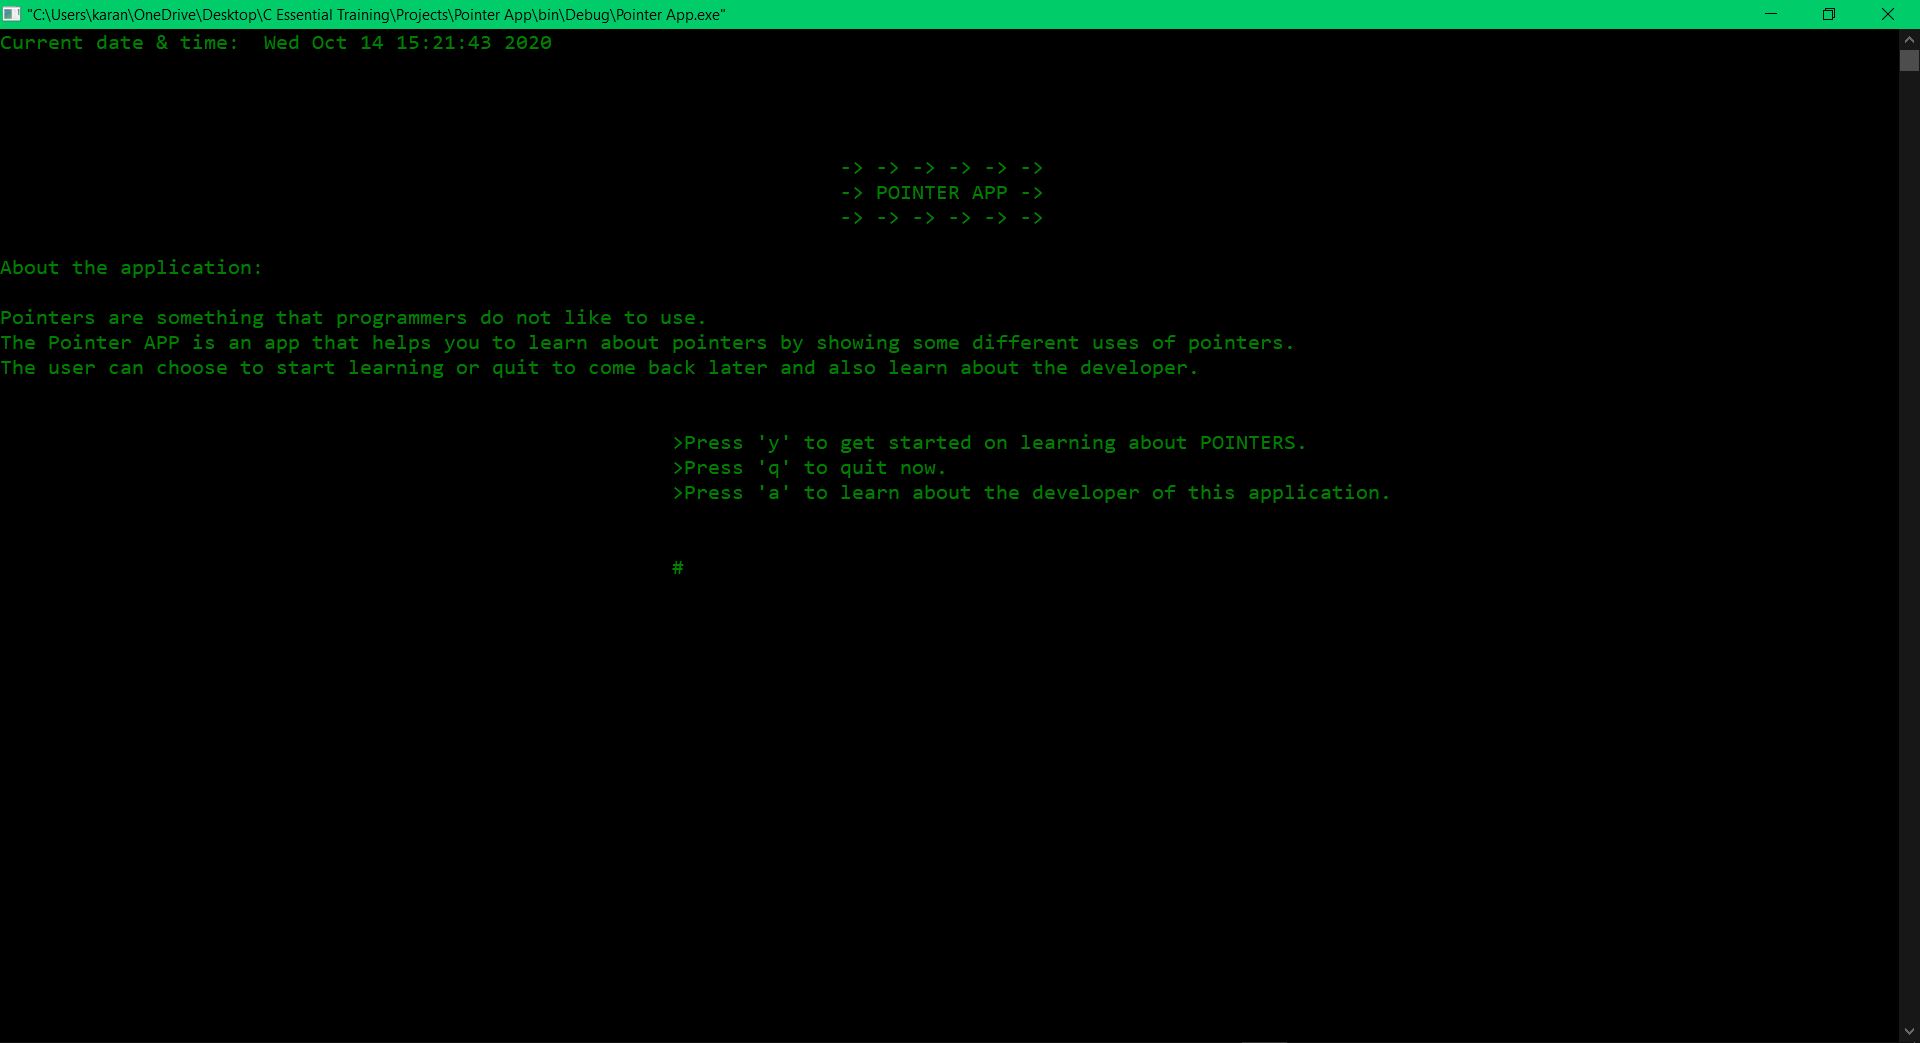 "C:\Users\karan\OneDrive\Desktop\C Essential Training\Projects\Pointer App\bin\Debug\Pointer App.exe"
Current date & time:  Wed Oct 14 15:21:43 2020
-> -> -> -> -> ->
-> POINTER APP ->
-> -> -> -> -> ->
About the application:
Pointers are something that programmers do not like to use.
The Pointer APP is an app that helps you to learn about pointers by showing some different uses of pointers.
The user can choose to start learning or quit to come back later and also learn about the developer.
>Press 'y' to get started on learning about POINTERS.
>Press 'q' to quit now.
>Press 'a' to learn about the developer of this application.
#